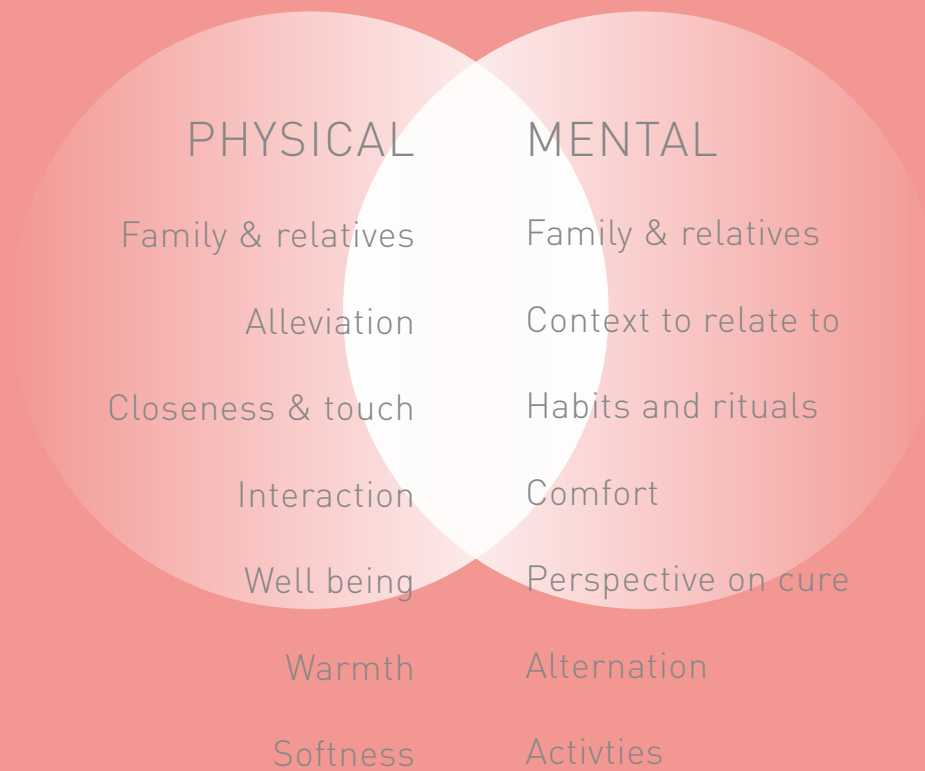 PHYSICAL
Family & relatives
Alleviation
Closeness & touch
Interaction
Well being
Warmth
Softness
MENTAL
Family & relatives
Context to relate to
Habits and rituals
Comfort
Perspective on cure
Alternation
Activties